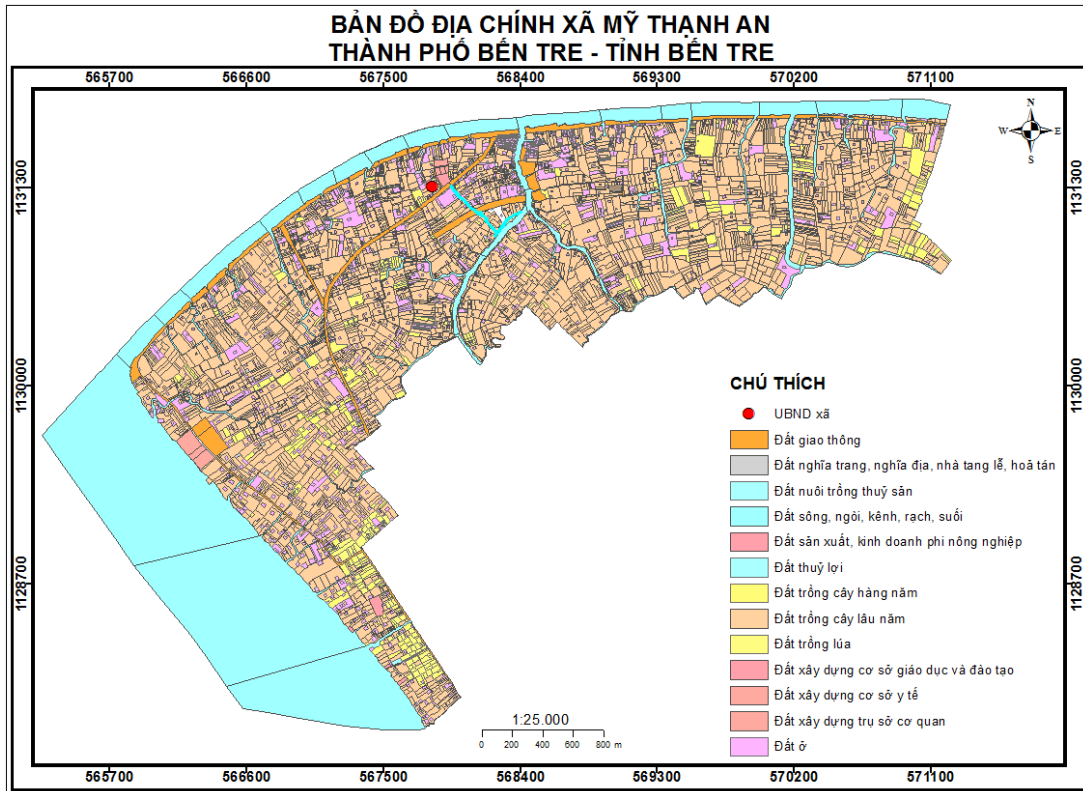 BẢN ĐỒ ĐỊA CHÍNH XÃ MỸ THẠNH AN
THÀNH PHỐ BẾN TRE - TỈNH BẾN TRE
565700 566600 567500 568400 569300 570200 571100
N
W E
S
1131300 1131300
1130000 1130000
1128700 1128700
CHÚ THÍCH
UBND xã
Đất giao thông
Đất nghĩa trang, nghĩa địa, nhà tang lễ, hoả tán
Đất nuôi trồng thuỷ sản
Đất sông, ngòi, kênh, rạch, suối
Đất sản xuất, kinh doanh phi nông nghiệp
Đất thuỷ lợi
Đất trồng cây hàng năm
Đất trồng cây lâu năm
Đất trồng lúa
Đất xây dựng cơ sở giáo dục và đào tạo
Đất xây dựng cơ sở y tế
Đất xây dựng trụ sở cơ quan
Đất ở
1:25.000
0 200 400 600 800 m
565700 566600 567500 568400 569300 570200 571100